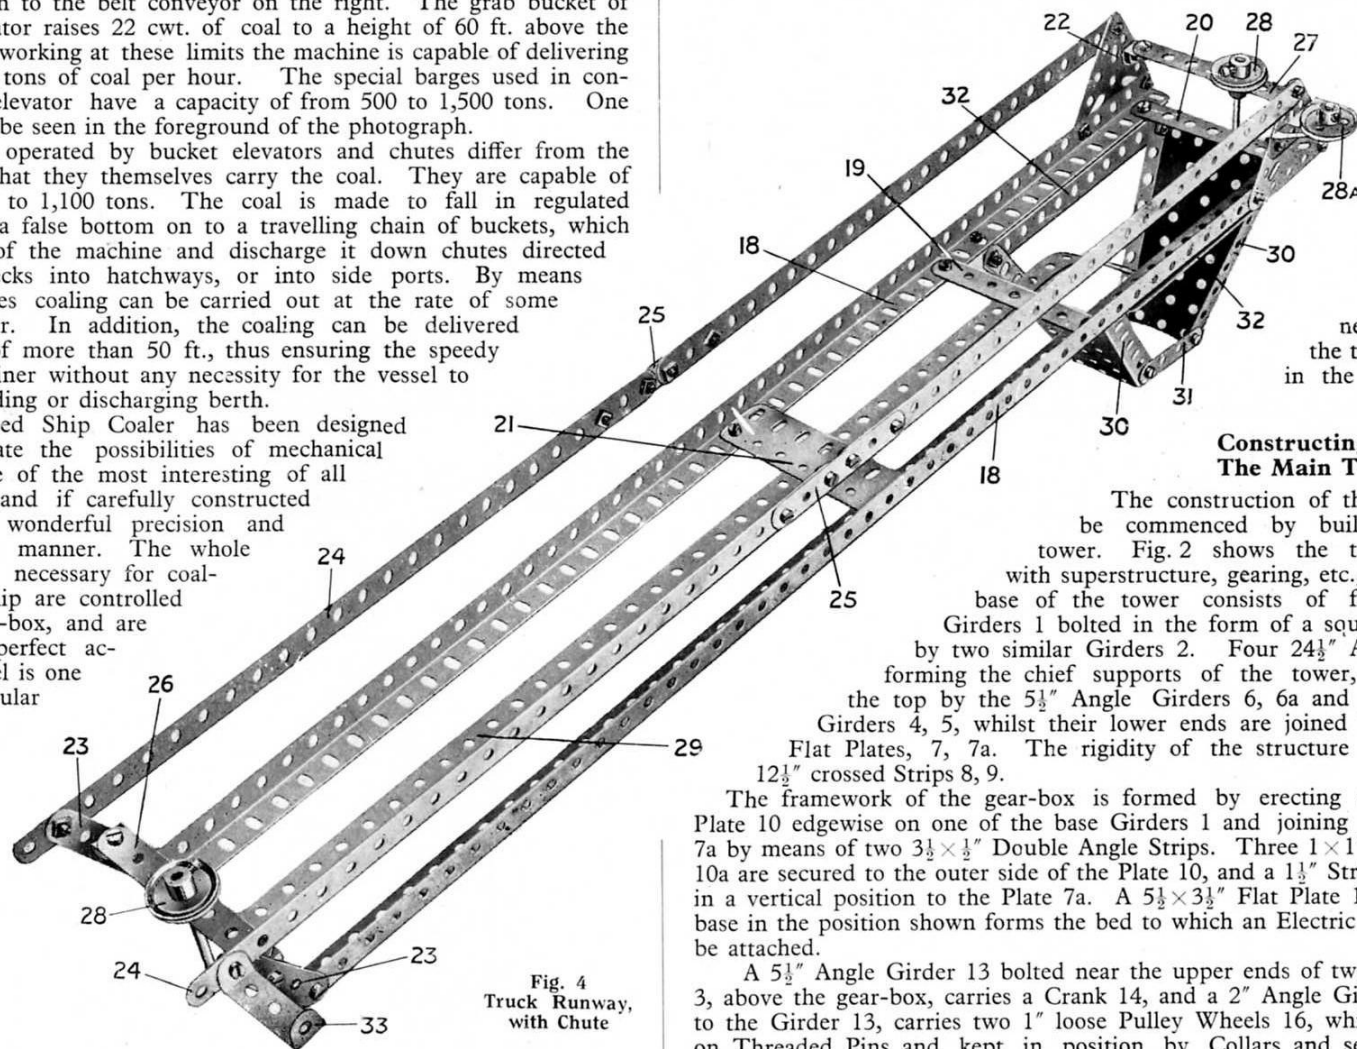 n to the belt conveyor on the right. The grab bucket of
ator raises 22 cwt. of coal to a height of 60 ft. above the
working at these limits the machine is capable of delivering
tons of coal per hour. The special barges used in con-
elevator have a capacity of from 500 to 1,500 tons. One
be seen in the foreground of the photograph.
operated by bucket elevators and chutes differ from the
hat they themselves carry the coal. They are capable of
to 1,100 tons. The coal is made to fall in regulated
a false bottom on to a travelling chain of buckets, which
of the machine and discharge it down chutes directed
cks into hatchways, or into side ports. By means
es coaling can be carried out at the rate of some
r. In addition, the coaling can be delivered
f more than 50 ft., thus ensuring the speedy
iner without any necessity for the vessel to
ding or discharging berth.
ed Ship Coaler has been designed
ate the possibilities of mechanical
e of the most interesting of all
and if carefully constructed
wonderful precision and
manner. The whole
necessary for coal-
ip are controlled
-box, and are
perfect ac-
el is one
ular
22
20
28
27
32
19
28A
18
30
25
32
31
30
21
18
24
25
26
23
29
28
24
23
33
Fig. 4
Truck Runway,
with Chute
ne
the t
in the
Constructin
The Main T
The construction of th
be commenced by buil
tower. Fig. 2 shows the t
with superstructure, gearing, etc.
base of the tower consists of f
Girders 1 bolted in the form of a squ
by two similar Girders 2. Four 24½″ A
forming the chief supports of the tower,
the top by the 5½″ Angle Girders 6, 6a and
Girders 4, 5, whilst their lower ends are joined
Flat Plates, 7, 7a. The rigidity of the structure
12½″ crossed Strips 8, 9.
The framework of the gear-box is formed by erecting
Plate 10 edgewise on one of the base Girders 1 and joining
7a by means of two 3½×½″ Double Angle Strips. Three 1×1
10a are secured to the outer side of the Plate 10, and a 1½″ Str
in a vertical position to the Plate 7a. A 5½×3½″ Flat Plate 1
base in the position shown forms the bed to which an Electric
be attached.
A 5½″ Angle Girder 13 bolted near the upper ends of tw
3, above the gear-box, carries a Crank 14, and a 2″ Angle Gi
to the Girder 13, carries two 1″ loose Pulley Wheels 16, whi
on Threaded Pins and kept in position by Collars and se